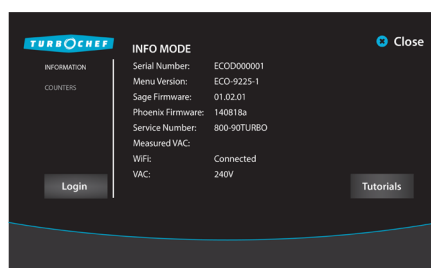 TURBOCHEF
INFO MODE
Close
INFORMATION
COUNTERS
Serial Number: ECOD000001
Menu Version: ECO-9225-1
Sage Firmware: 01.02.01
Phoenix Firmware: 140818a
Service Number: 800-90TURBO
Measured VAC:
WiFi: Connected
VAC: 240V
Login
Tutorials